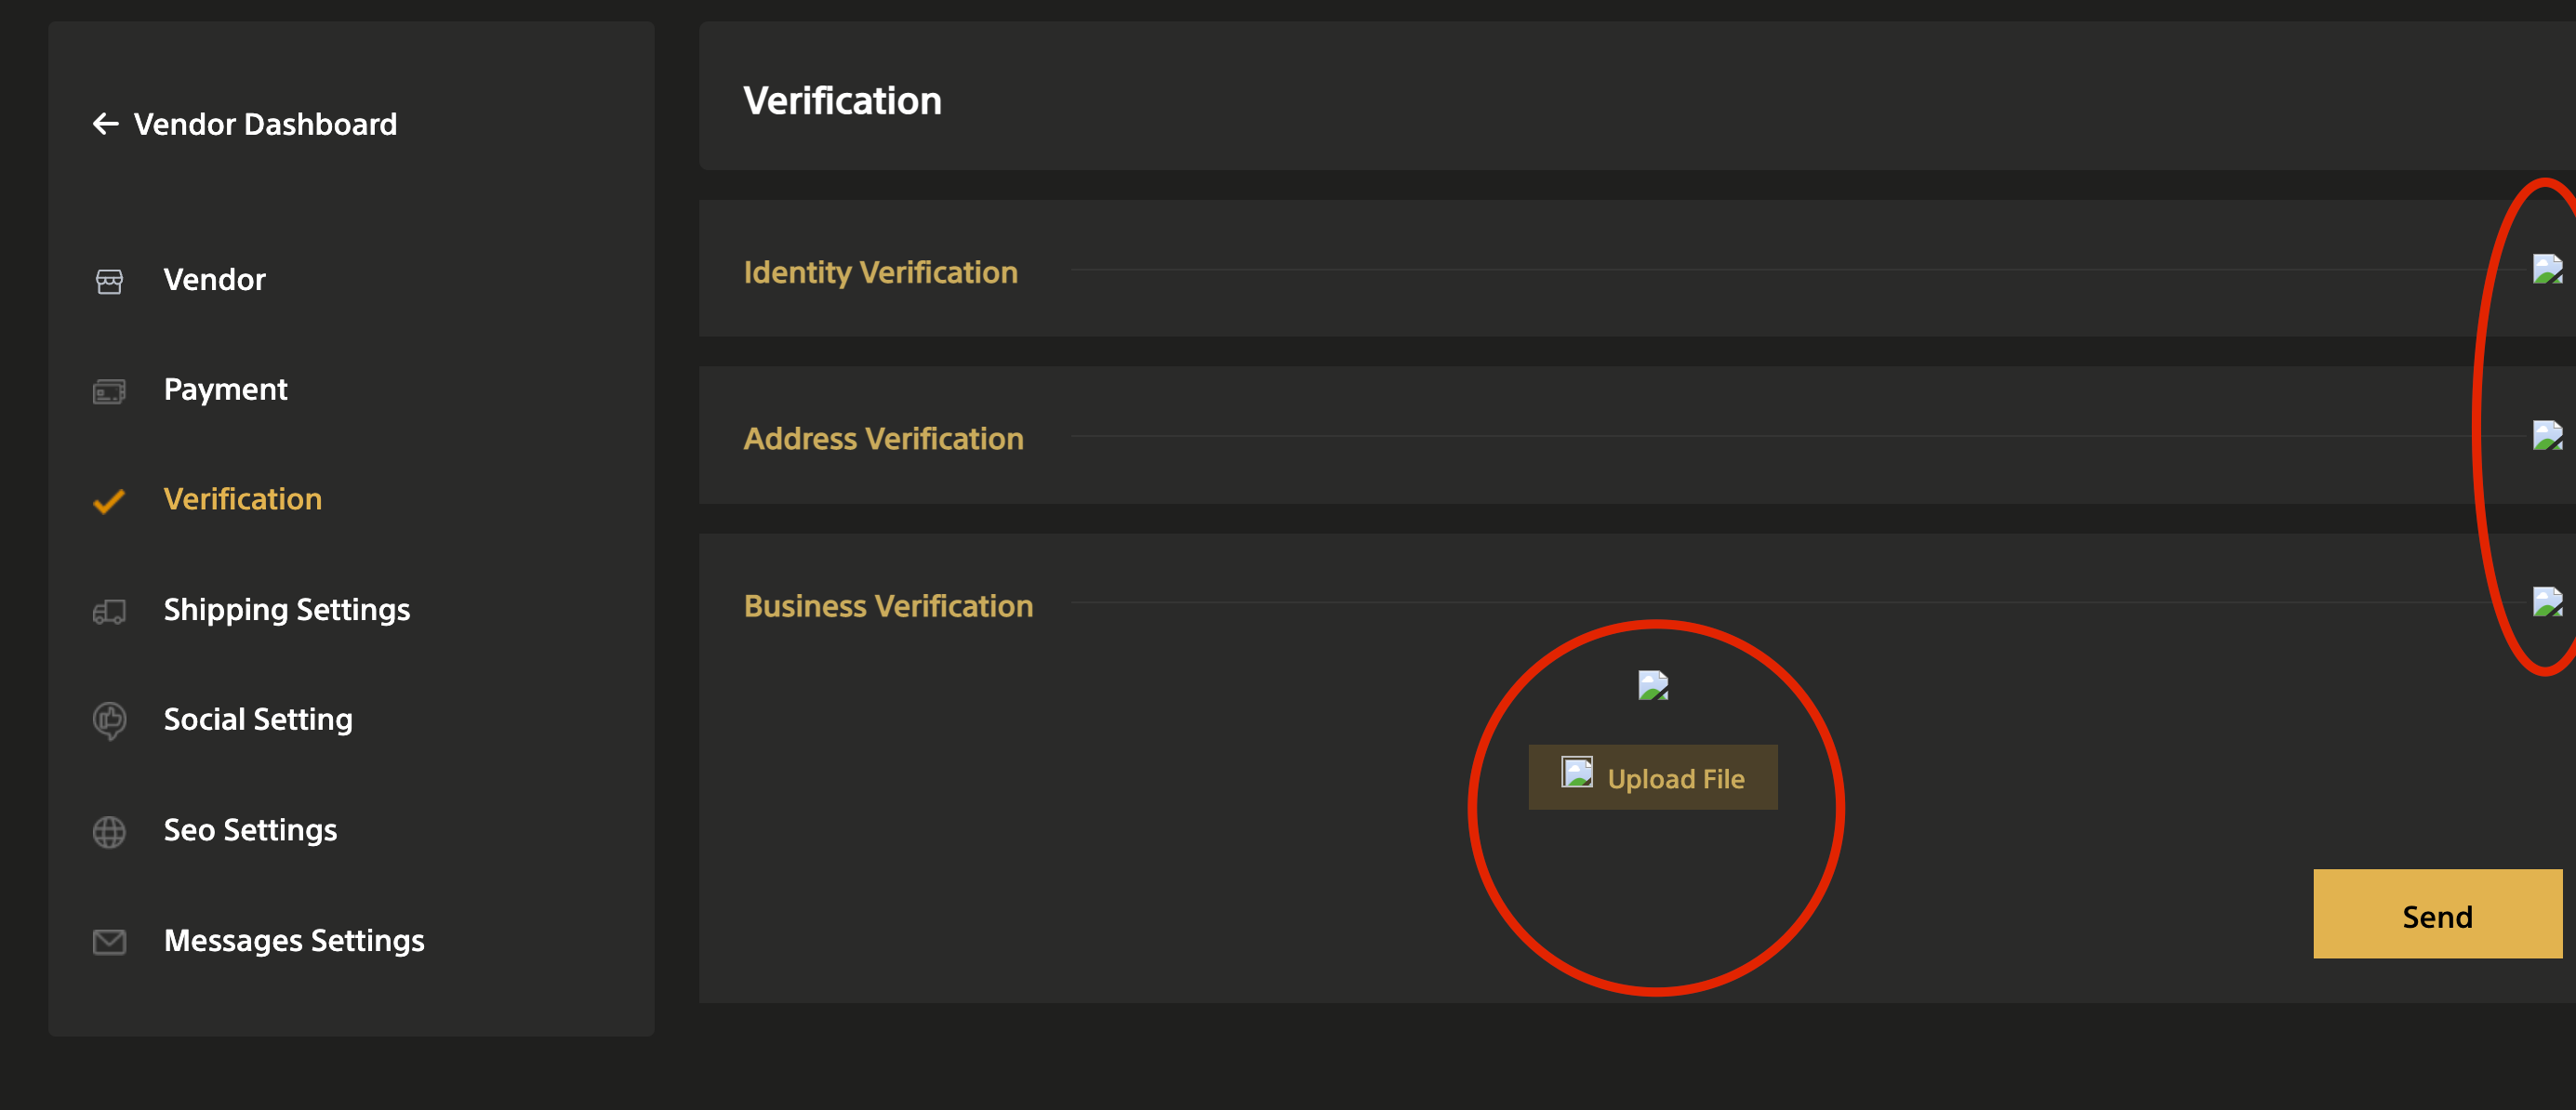 Vendor Dashboard
Vendor
Payment
Verification
Shipping Settings
Social Setting
Seo Settings
Messages Settings
Verification
Identity Verification
Address Verification
Business Verification
Upload File
Send